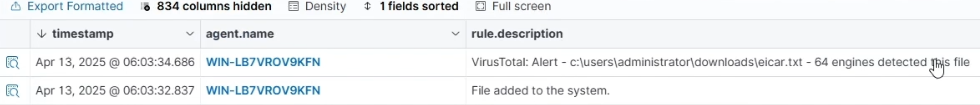 Export Formatted 834 columns hidden Density 1 fields sorted Full screen
timestamp agent.name rule.description
Apr 13, 2025 @ 06:03:34.686 WIN-LB7VROV9KFN VirusTotal: Alert - c:\users\administrator\downloads\eicar.txt - 64 engines detected this file
Apr 13, 2025 @ 06:03:32.837 WIN-LB7VROV9KFN File added to the system.